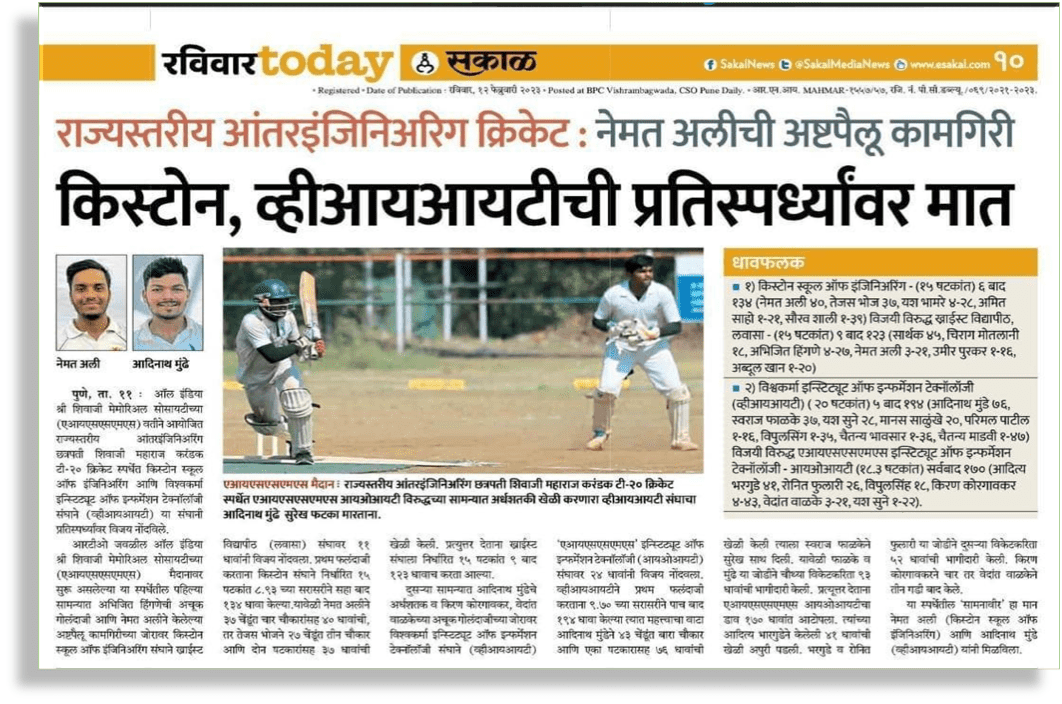 रविवार today सकाळ
SakalNews @SakalMediaNews www.esakal.com १०
• Registered • Date of Publication • रविवार, १२ फेब्रुवारी २०२३ • Posted at BPC Vishrambagwada, CSO Pune Daily. • आर.एन.आय. MAHMAR-१५५७/५७, रजि. नं. पी.सी.डब्ल्यू./०६९/२०२१-२०२३.
राज्यस्तरीय आंतरइंजिनिअरिग क्रिकेट : नेमत अलीची अष्टपैलू कामगिरी
किस्टोन, व्हीआयआयटीची प्रतिस्पर्ध्यांवर मात
नेमत अली आदिनाथ मुंढे
पुणे, ता. ११ : ऑल इंडिया
श्री शिवाजी मेमोरिअल सोसायटीच्या
(एआयएसएसएमएस) वतीने आयोजित
राज्यस्तरीय आंतरइंजिनिअरिंग
छत्रपती शिवाजी महाराज करंडक
टी-२० क्रिकेट स्पर्धेत किस्टोन स्कूल
ऑफ इंजिनिअरिंग आणि विश्वकर्मा
इन्स्टिट्यूट ऑफ इन्फर्मेशन टेक्नॉलॉजी
संघाने (व्हीआयआयटी) या संघानी
प्रतिस्पर्ध्यांवर विजय नोंदविले.
आरटीओ जवळील ऑल इंडिया
श्री शिवाजी मेमोरिअल सोसायटीच्या
(एआयएसएसएमएस) मैदानावर
सुरू असलेल्या या स्पर्धेतील पहिल्या
सामन्यात अभिजित हिंगणेची अचूक
गोलंदाजी आणि नेमत अलीने केलेल्या
अष्टपैलू कामगिरीच्या जोरावर किस्टोन
स्कूल ऑफ इंजिनिअरिंग संघाने ख्राईस्ट
एआयएसएसएमएस मैदान : राज्यस्तरीय आंतरइंजिनिअरिंग छत्रपती शिवाजी महाराज करंडक टी-२० क्रिकेट
स्पर्धेत एआयएसएसएमएस आयओआयटी विरुद्धच्या सामन्यात अर्धशतकी खेळी करणारा व्हीआयआयटी संघाचा
आदिनाथ मुंढे सुरेख फटका मारताना.
विद्यापीठ (लवासा) संघावर ११
धावांनी विजय नोंदवला. प्रथम फलंदाजी
करताना किस्टोन संघाने निर्धारित १५
षटकांत ८.९३ च्या सरासरीने सहा बाद
१३४ धावा केल्या.यावेळी नेमत अलीने
३७ चेंडूंत चार चौकारांसह ४० धावांची,
तर तेजस भोजने २७ चेंडूंत तीन चौकार
आणि दोन षटकारांसह ३७ धावांची
खेळी केली. प्रत्युत्तर देताना ख्राईस्ट
संघाला निर्धारित १५ षटकांत ९ बाद
१२३ धावाच करता आल्या.
दुसऱ्या सामन्यात आदिनाथ मुंढेचे
अर्धशतक व किरण कोरगावकर, वेदांत
वाळकेच्या अचूक गोलंदाजीच्या जोरावर
विश्वकर्मा इन्स्टिट्यूट ऑफ इन्फर्मेशन
टेक्नॉलॉजी संघाने (व्हीआयआयटी)
'एआयएसएसएमएस' इन्स्टिट्यूट ऑफ
इन्फर्मेशन टेक्नॉलॉजी (आयओआयटी)
संघावर २४ धावांनी विजय नोंदवला.
व्हीआयआयटीने प्रथम फलंदाजी
करताना ९.७० च्या सरासरीने पाच बाद
१९४ धावा केल्या त्यात महत्त्वाचा वाटा
आदिनाथ मुंढेने ४३ चेंडूत बारा चौकार
आणि एका षटकारासह ७६ धावांची
धावफलक
■ १) किस्टोन स्कूल ऑफ इंजिनिअरिंग - (१५ षटकांत) ६ बाद
१३४ (नेमत अली ४०, तेजस भोज ३७, यश भामरे ४-२८, अमित
साहो १-२१, सौरव शाली १-३९) विजयी विरुद्ध ख्राईस्ट विद्यापीठ,
लवासा - (१५ षटकांत) ९ बाद १२३ (सार्थक ४५, चिराग मोतलानी
१८, अभिजित हिंगणे ४-२७, नेमत अली ३-२१, उमीर पुरकर १-१६,
अब्दूल खान १-२०)
■ २) विश्वकर्मा इन्स्टिट्यूट ऑफ इन्फर्मेशन टेक्नॉलॉजी
(व्हीआयआयटी) ( २० षटकांत) ५ बाद १९४ (आदिनाथ मुंढे ७६,
स्वराज फाळके ३७, यश सुने २८, मानस साळुंखे २०, परिमल पाटील
१-१६, विपुलसिंग १-३५, चैतन्य भावसार १-३६, चैतन्य माडवी १-४७)
विजयी विरुद्ध एआयएसएसएमएस इन्स्टिट्यूट ऑफ इन्फर्मेशन
टेक्नॉलॉजी - आयओआयटी (१८.३ षटकांत) सर्वबाद १७० (आदित्य
भरगुडे ४१, रोनित फुलारी २६, विपुलसिंह १८, किरण कोरगावकर
४-४३, वेदांत वाळके ३-२१, यश सुने १-२२).
खेळी केली त्याला स्वराज फाळकेने
सुरेख साथ दिली. यावेळी फाळके व
मुंढे या जोडीने चौथ्या विकेटकरिता ९३
धावांची भागीदारी केली. प्रत्युत्तर देताना
एआयएसएसएमएस आयओआयटीचा
डाव १७० धावांत आटोपला. त्यांच्या
आदित्य भारगुडेने केलेली ४१ धावांची
खेळी अपुरी पडली. भरगुडे व रोनित
फुलारी या जोडीने दुसऱ्या विकेटकरिता
५२ धावांची भागीदारी केली. किरण
कोरगावकरने चार तर वेदांत वाळकेने
तीन गडी बाद केले.
या स्पर्धेतील 'सामनावीर' हा मान
नेमत अली (किस्टोन स्कूल ऑफ
इंजिनिअरिंग) आणि आदिनाथ मुंढे
(व्हीआयआयटी) यांनी मिळविला.